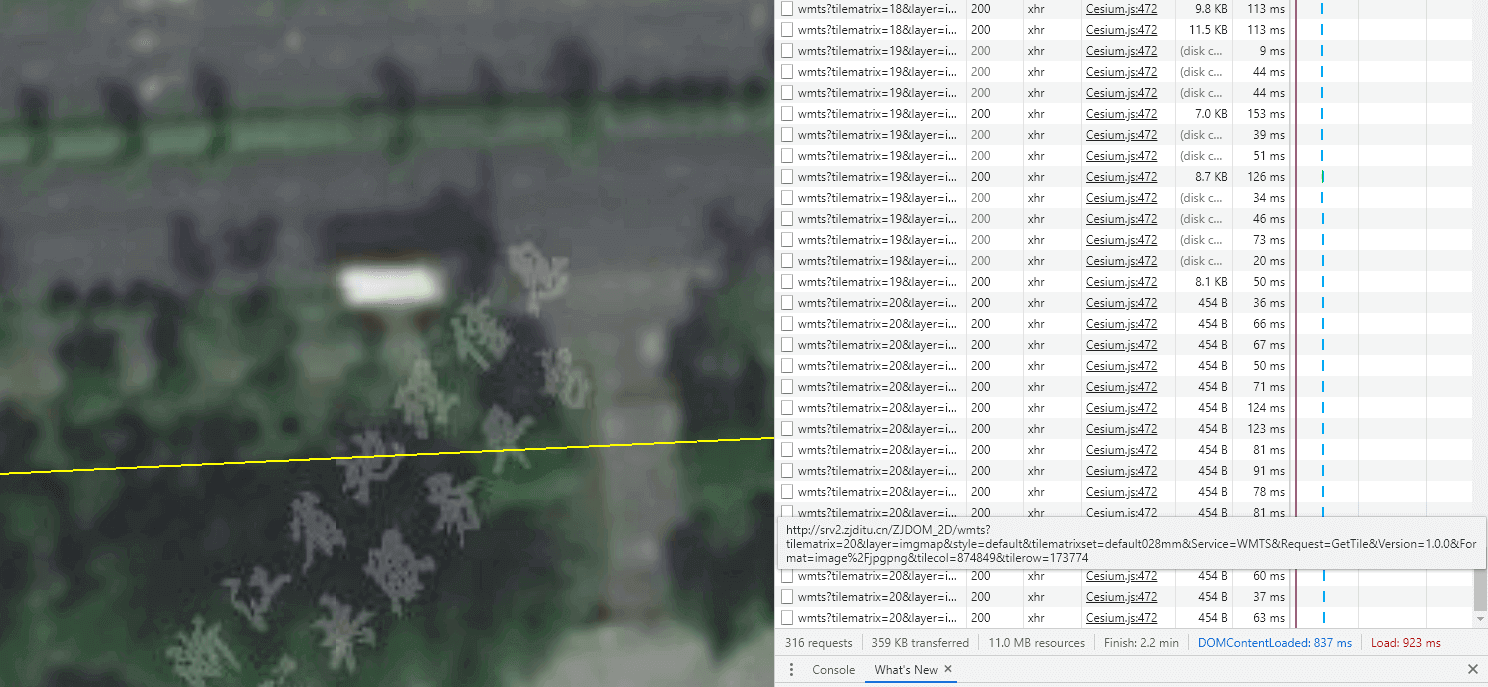 wmts?tilematrix=18&layer=i... 200 xhr Cesium.js:472 9.8 KB 113 ms
wmts?tilematrix=18&layer=i... 200 xhr Cesium.js:472 11.5 KB 113 ms
wmts?tilematrix=19&layer=i... 200 xhr Cesium.js:472 (disk c... 9 ms
wmts?tilematrix=19&layer=i... 200 xhr Cesium.js:472 (disk c... 44 ms
wmts?tilematrix=19&layer=i... 200 xhr Cesium.js:472 (disk c... 44 ms
wmts?tilematrix=19&layer=i... 200 xhr Cesium.js:472 7.0 KB 153 ms
wmts?tilematrix=19&layer=i... 200 xhr Cesium.js:472 (disk c... 39 ms
wmts?tilematrix=19&layer=i... 200 xhr Cesium.js:472 (disk c... 51 ms
wmts?tilematrix=19&layer=i... 200 xhr Cesium.js:472 8.7 KB 126 ms
wmts?tilematrix=19&layer=i... 200 xhr Cesium.js:472 (disk c... 34 ms
wmts?tilematrix=19&layer=i... 200 xhr Cesium.js:472 (disk c... 46 ms
wmts?tilematrix=19&layer=i... 200 xhr Cesium.js:472 (disk c... 73 ms
wmts?tilematrix=19&layer=i... 200 xhr Cesium.js:472 (disk c... 20 ms
wmts?tilematrix=19&layer=i... 200 xhr Cesium.js:472 8.1 KB 50 ms
wmts?tilematrix=20&layer=i... 200 xhr Cesium.js:472 454 B 36 ms
wmts?tilematrix=20&layer=i... 200 xhr Cesium.js:472 454 B 66 ms
wmts?tilematrix=20&layer=i... 200 xhr Cesium.js:472 454 B 67 ms
wmts?tilematrix=20&layer=i... 200 xhr Cesium.js:472 454 B 50 ms
wmts?tilematrix=20&layer=i... 200 xhr Cesium.js:472 454 B 71 ms
wmts?tilematrix=20&layer=i... 200 xhr Cesium.js:472 454 B 124 ms
wmts?tilematrix=20&layer=i... 200 xhr Cesium.js:472 454 B 123 ms
wmts?tilematrix=20&layer=i... 200 xhr Cesium.js:472 454 B 81 ms
wmts?tilematrix=20&layer=i... 200 xhr Cesium.js:472 454 B 91 ms
wmts?tilematrix=20&layer=i... 200 xhr Cesium.js:472 454 B 78 ms
wmts?tilematrix=20&layer=i... 200 xhr Cesium.js:472 454 B 81 ms
http://srv2.zjditu.cn/ZJDOM_2D/wmts?
tilematrix=20&layer=imgmap&style=default&tilematrixset=default028mm&Service=WMTS&Request=GetTile&Version=1.0.0&For
mat=image%2Fjpgpng&tilecol=874849&tilerow=173774
wmts?tilematrix=20&layer=i... 200 xhr Cesium.js:472 454 B 60 ms
wmts?tilematrix=20&layer=i... 200 xhr Cesium.js:472 454 B 37 ms
wmts?tilematrix=20&layer=i... 200 xhr Cesium.js:472 454 B 63 ms
316 requests 359 KB transferred 11.0 MB resources Finish: 2.2 min DOMContentLoaded: 837 ms Load: 923 ms
Console What's New